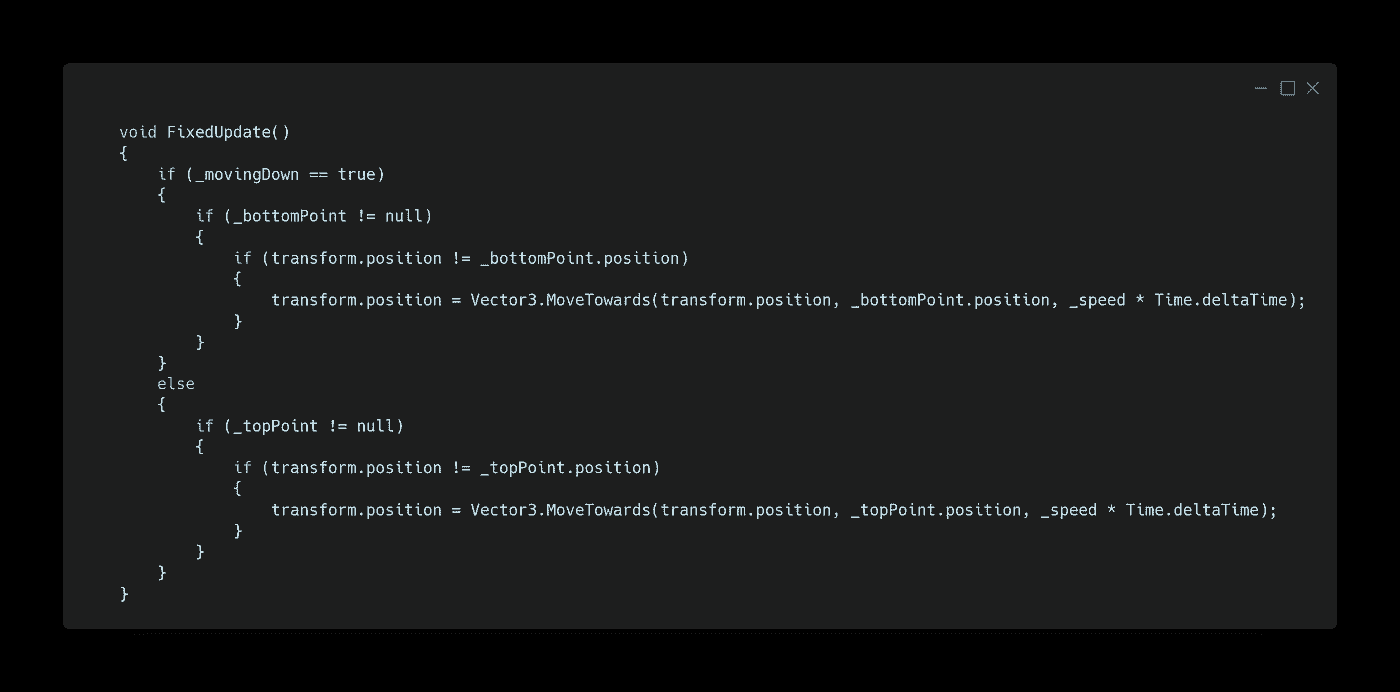 void FixedUpdate()
{
    if (_movingDown == true)
    {
        if (_bottomPoint != null)
        {
            if (transform.position != _bottomPoint.position)
            {
                transform.position = Vector3.MoveTowards(transform.position, _bottomPoint.position, _speed * Time.deltaTime);
            }
        }
    }
    else
    {
        if (_topPoint != null)
        {
            if (transform.position != _topPoint.position)
            {
                transform.position = Vector3.MoveTowards(transform.position, _topPoint.position, _speed * Time.deltaTime);
            }
        }
    }
}